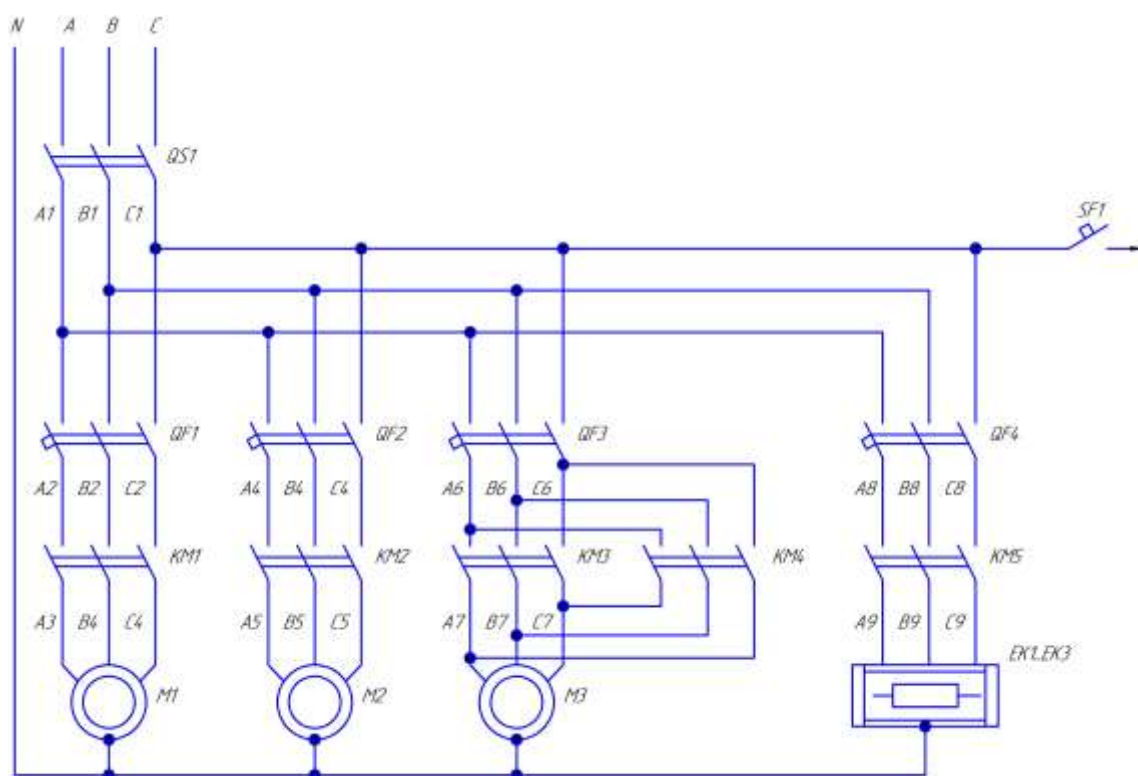 N A B C
QS1
A1 B1 C1
SF1
QF1 QF2 QF3 QF4
A2 B2 C2 A4 B4 C4 A6 B6 C6 A8 B8 C8
KM1 KM2 KM3 KM4 KM5
A3 B4 C4 A5 B5 C5 A7 B7 C7 A9 B9 C9
EK1..EK3
M1 M2 M3